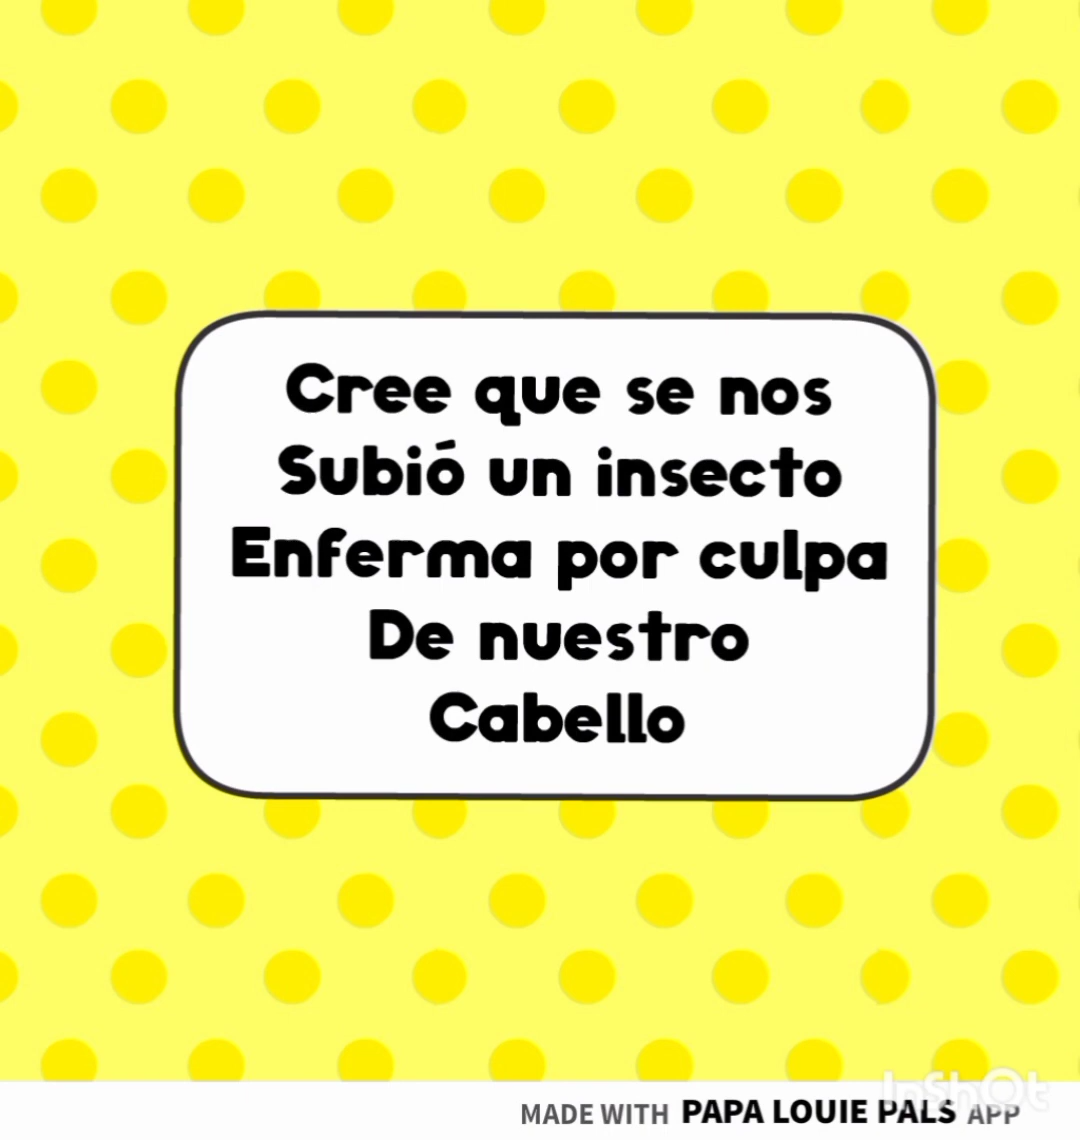 Cree que se nos
Subió un insecto
Enferma por culpa
De nuestro
Cabello
InShOt
MADE WITH PAPA LOUIE PALS APP